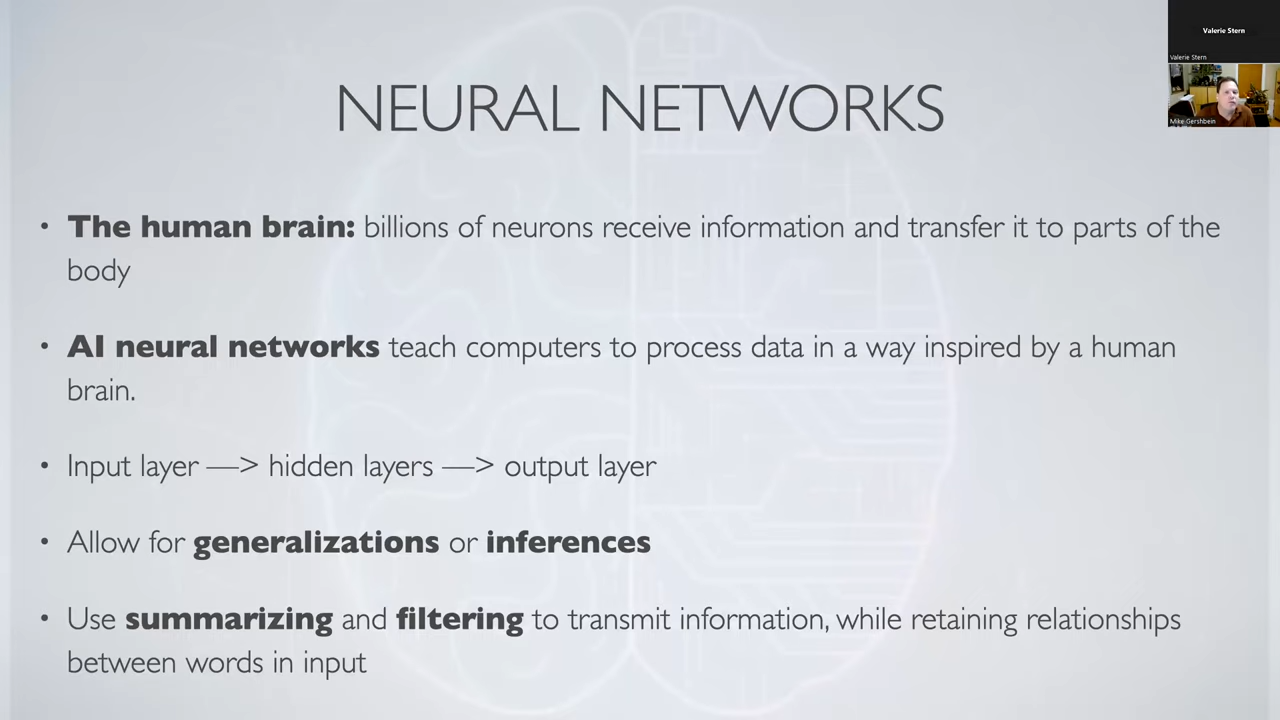 Valerie Stern
Valerie Stern
Mike Gershbein
NEURAL NETWORKS
• The human brain: billions of neurons receive information and transfer it to parts of the
body
• AI neural networks teach computers to process data in a way inspired by a human
brain.
• Input layer —> hidden layers —> output layer
• Allow for generalizations or inferences
• Use summarizing and filtering to transmit information, while retaining relationships
between words in input